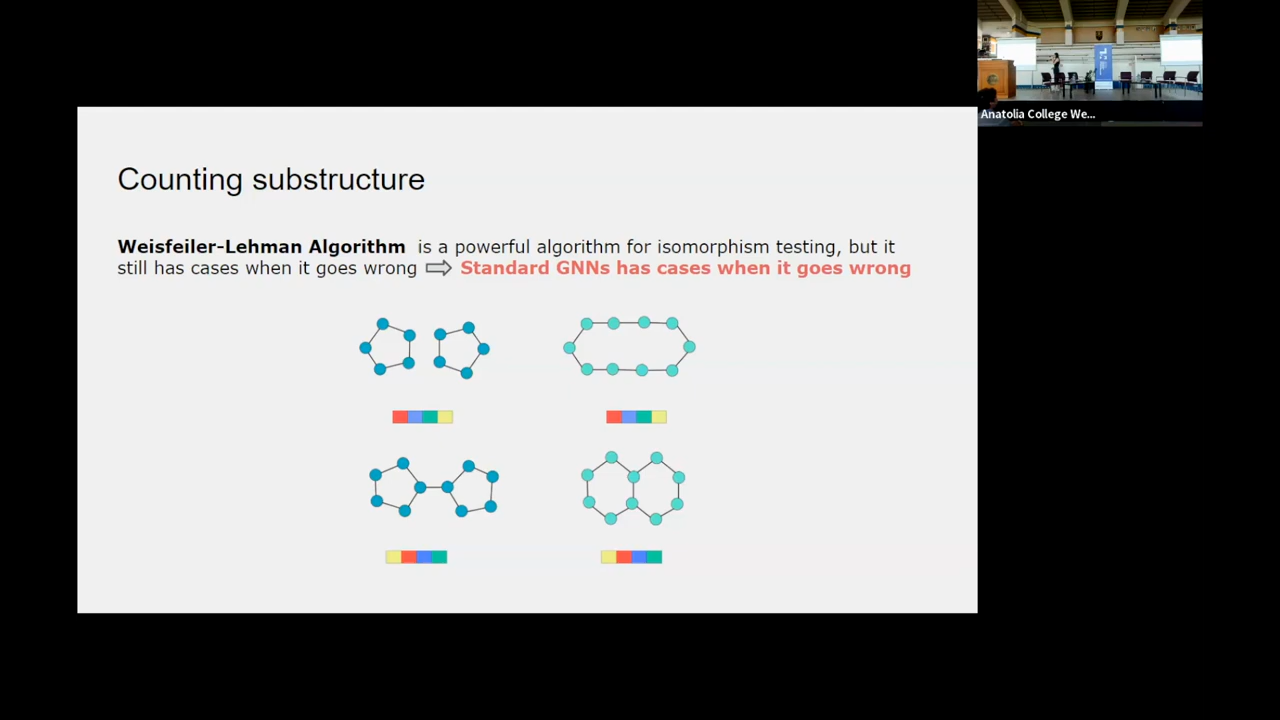 Anatolia College We...
Counting substructure
Weisfeiler-Lehman Algorithm is a powerful algorithm for isomorphism testing, but it
still has cases when it goes wrong Standard GNNs has cases when it goes wrong